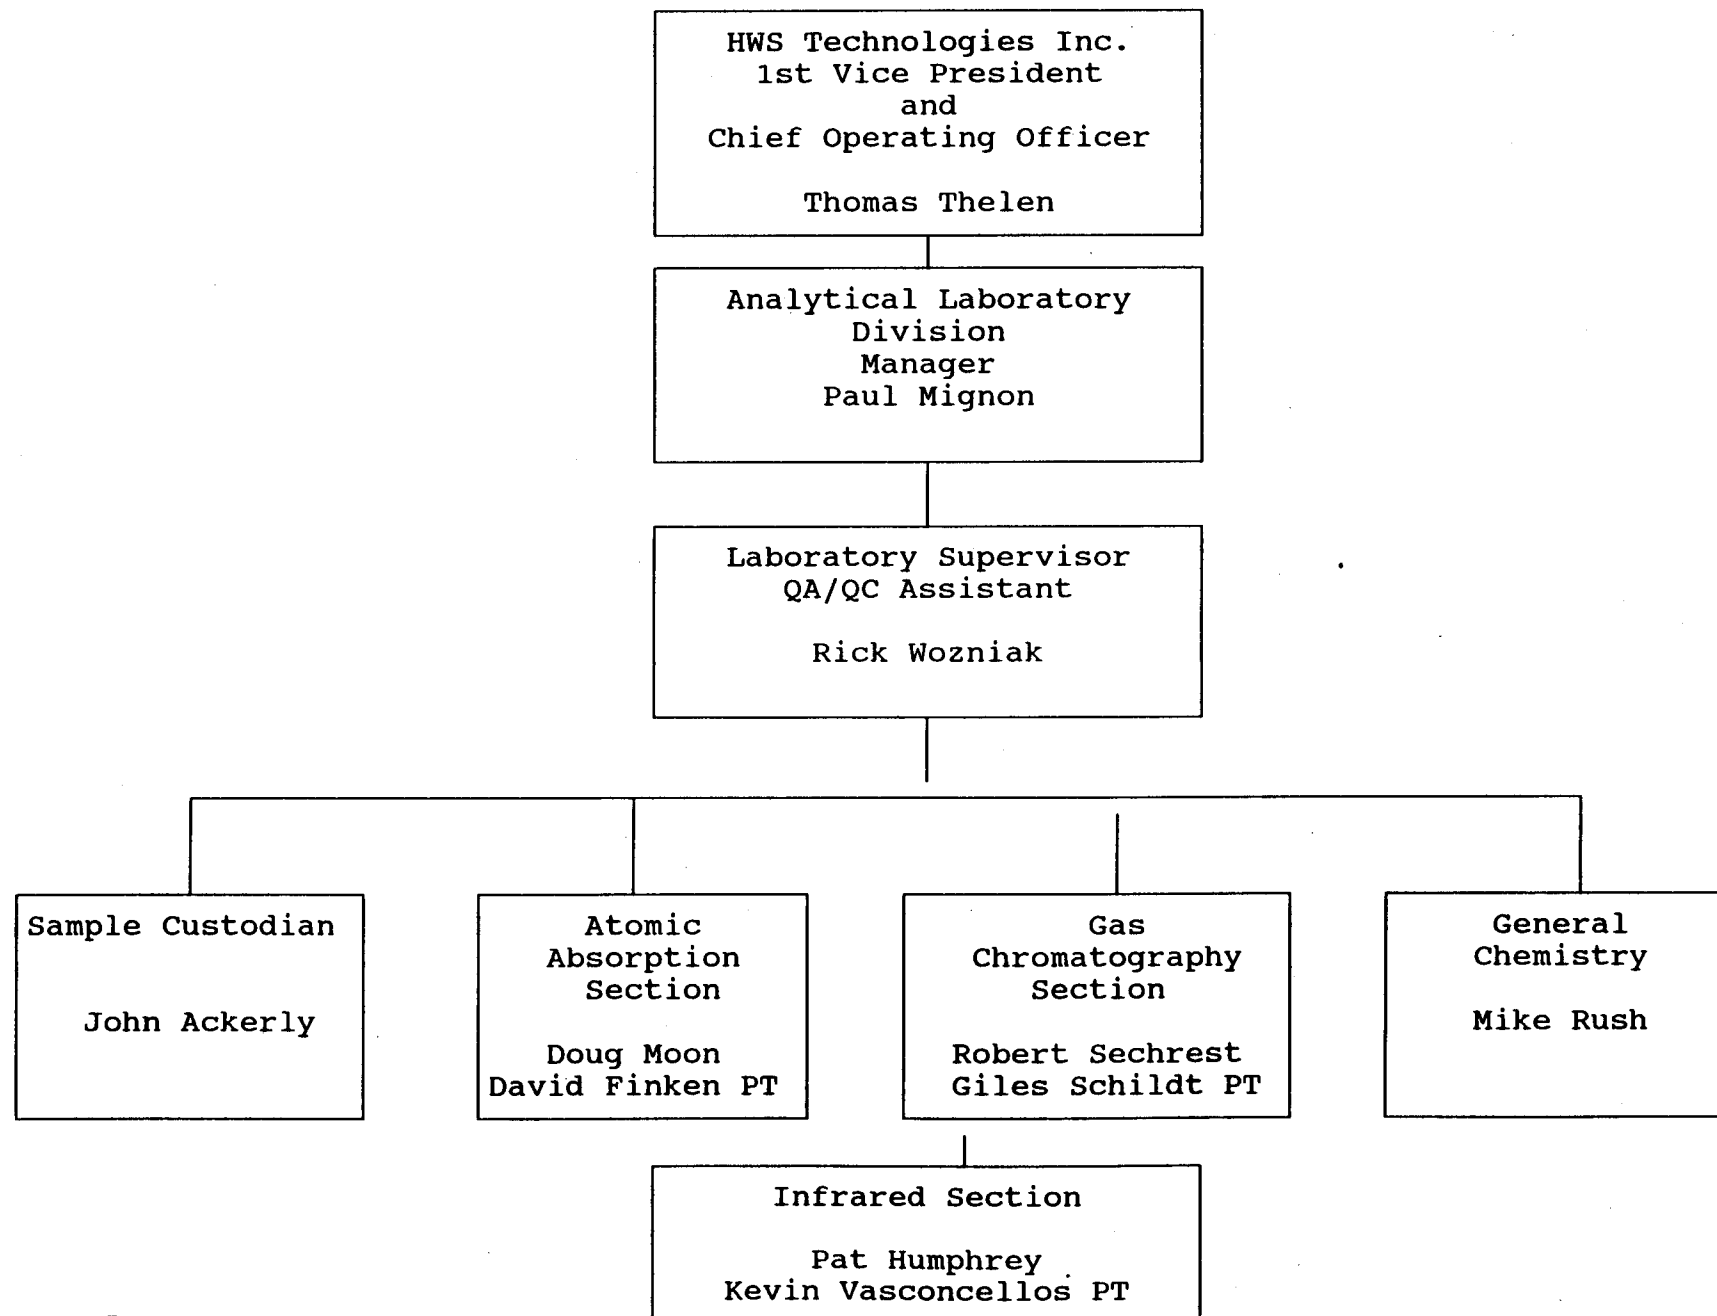 HWS Technologies Inc.
1st Vice President
and
Chief Operating Officer
Thomas Thelen
Analytical Laboratory
Division
Manager
Paul Mignon
Laboratory Supervisor
QA/QC Assistant
Rick Wozniak
Sample Custodian
John Ackerly
Atomic
Absorption
Section
Doug Moon
David Finken PT
Gas
Chromatography
Section
Robert Sechrest
Giles Schildt PT
General
Chemistry
Mike Rush
Infrared Section
Pat Humphrey
Kevin Vasconcellos PT